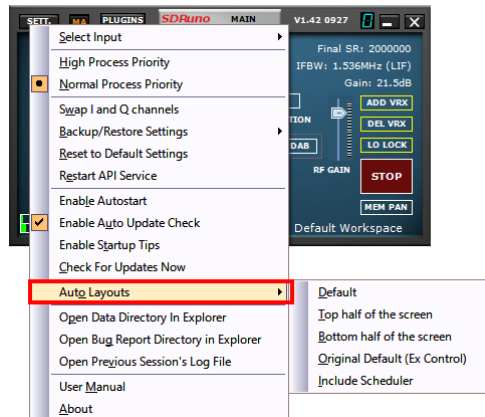 SETT. MA PLUGINS SDRuno MAIN V1.42 0927
Final SR: 2000000
IFBW: 1.536MHz (LIF)
Gain: 21.5dB
ADD VRX
DEL VRX
DAB LO LOCK
RF GAIN STOP
MEM PAN
Default Workspace
Select Input
High Process Priority
Normal Process Priority
Swap I and Q channels
Backup/Restore Settings
Reset to Default Settings
Restart API Service
Enable Autostart
Enable Auto Update Check
Enable Startup Tips
Check For Updates Now
Auto Layouts
Open Data Directory In Explorer
Open Bug Report Directory in Explorer
Open Previous Session's Log File
User Manual
About
Default
Top half of the screen
Bottom half of the screen
Original Default (Ex Control)
Include Scheduler